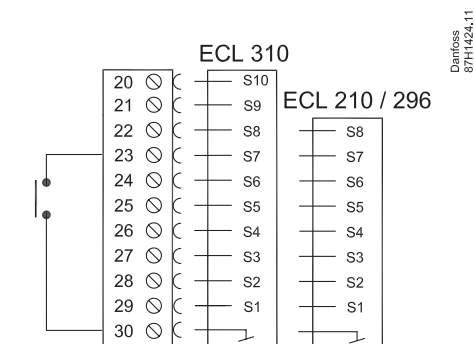 Danfoss
87H1424.11
ECL 310
ECL 210 / 296
20 S10
21 S9
22 S8 S8
23 S7 S7
24 S6 S6
25 S5 S5
26 S4 S4
27 S3 S3
28 S2 S2
29 S1 S1
30